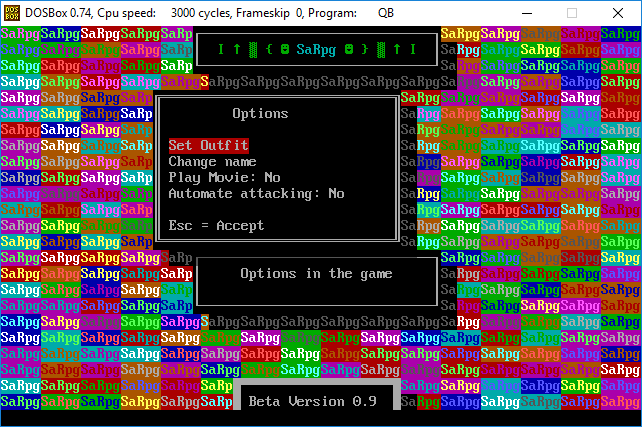 DOSBox 0.74, Cpu speed: 3000 cycles, Frameskip 0, Program: QB
I ↑ ▓ { ◘ SaRpg ◘ } ▓ ↑ I
Options
Set Outfit
Change name
Play Movie: No
Automate attacking: No
Esc = Accept
Options in the game
SaRpgSaRpgSaRpgSaRpgSaRpgSaRpgSaRpgSaRpgSaRpgSaRpgSaRpgSaRpgSaRpgSaRpgSaRpgSaRpg
Beta Version 0.9